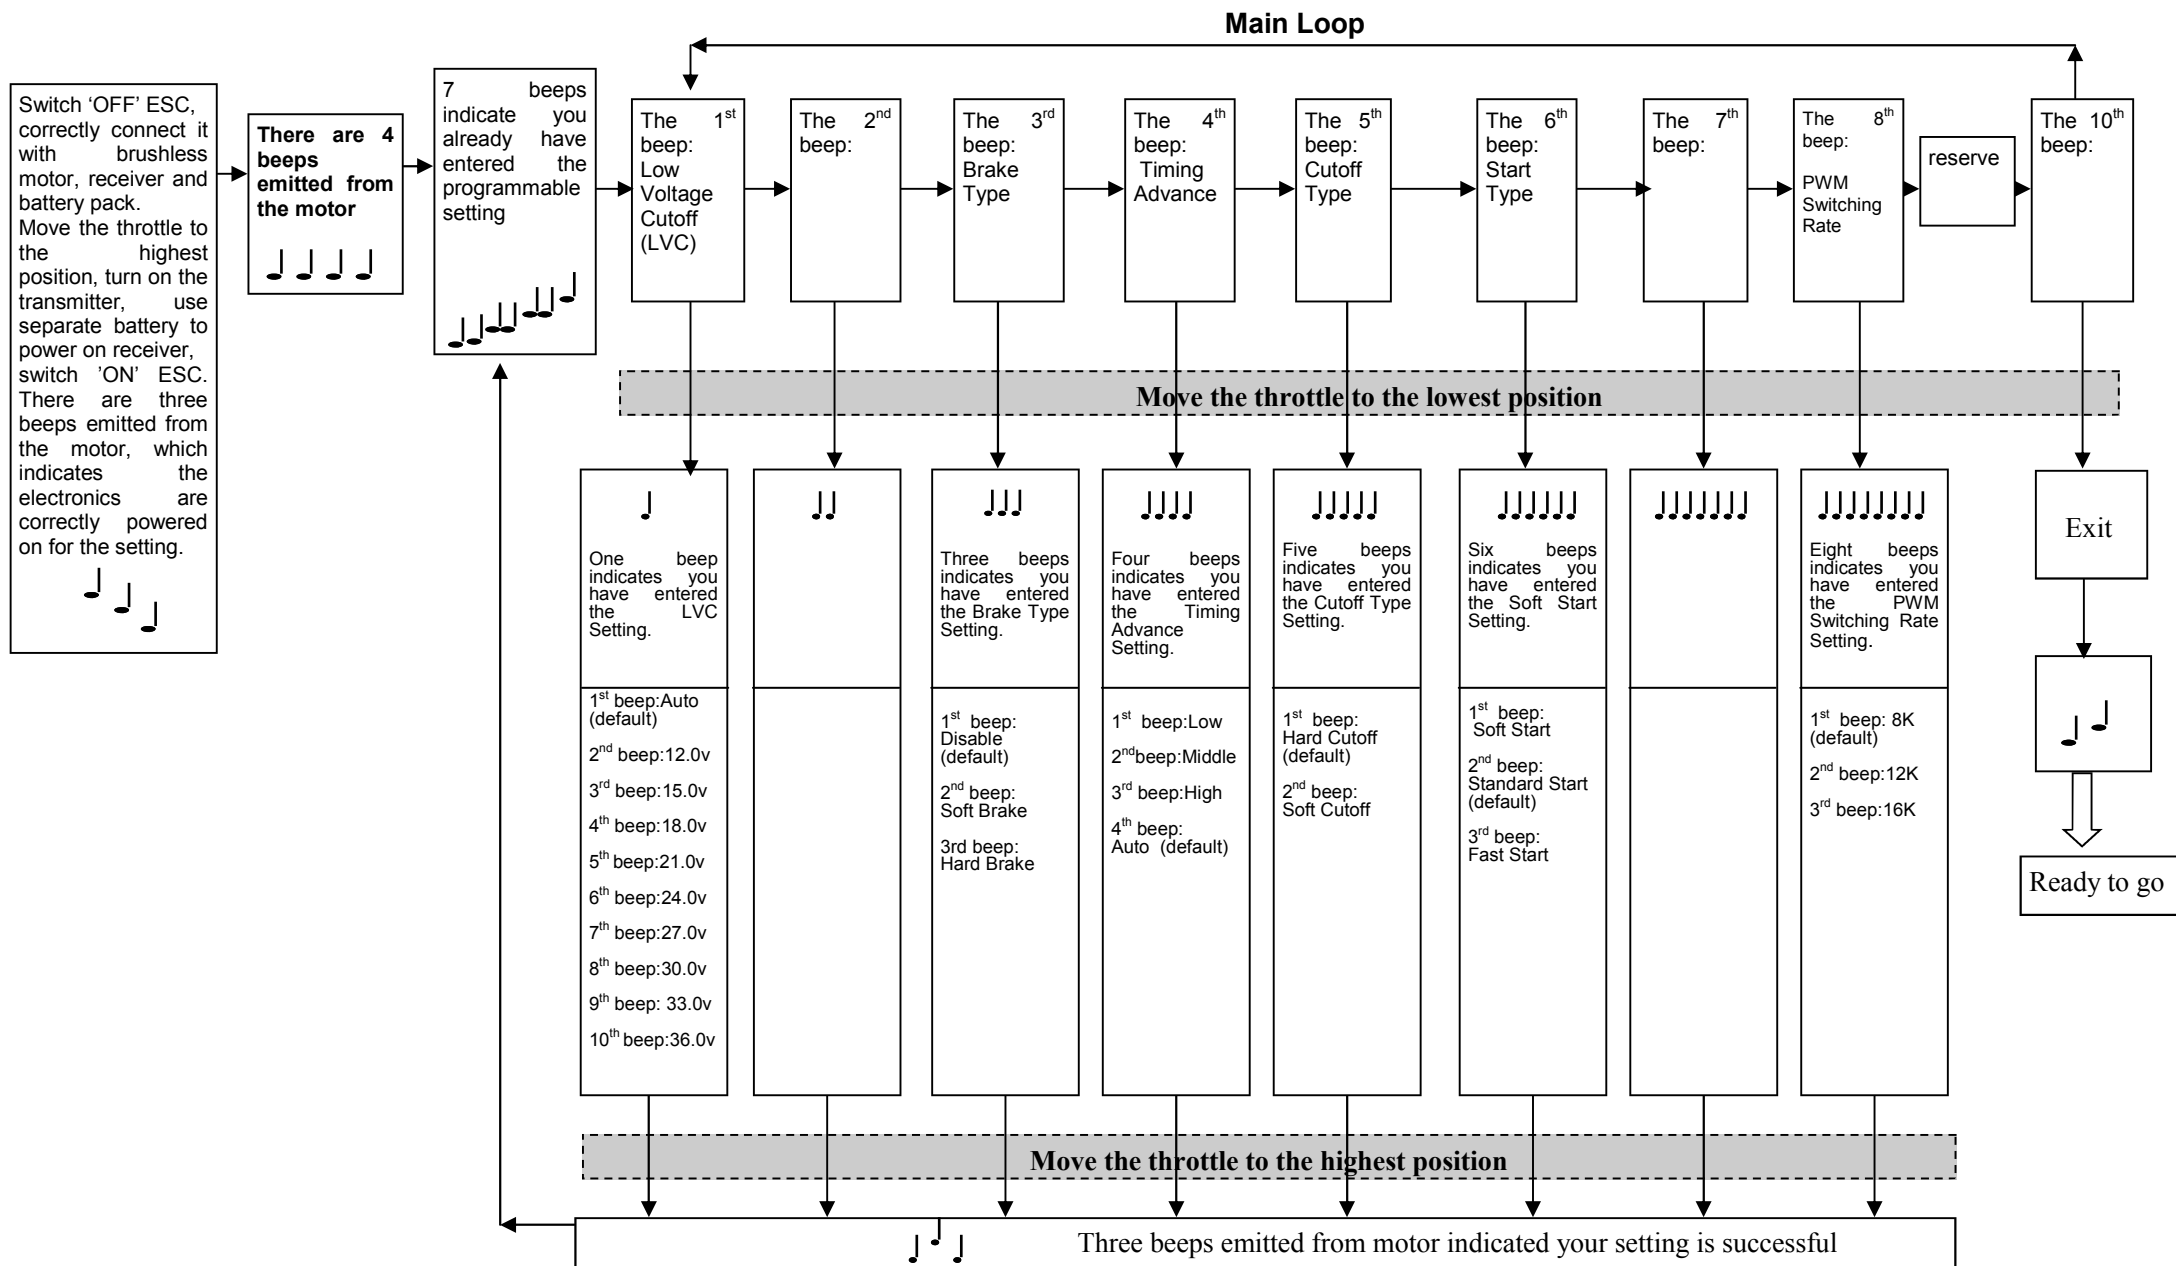 Main Loop
Switch ‘OFF’ ESC,
correctly connect it
with brushless
motor, receiver and
battery pack.
Move the throttle to
the highest
position, turn on the
transmitter, use
separate battery to
power on receiver,
switch ’ON’ ESC.
There are three
beeps emitted from
the motor, which
indicates the
electronics are
correctly powered
on for the setting.
There are 4
beeps
emitted from
the motor
7 beeps
indicate you
already have
entered the
programmable
setting
The 1st
beep:
Low
Voltage
Cutoff
(LVC)
The 2nd
beep:
The 3rd
beep:
Brake
Type
The 4th
beep:
Timing
Advance
The 5th
beep:
Cutoff
Type
The 6th
beep:
Start
Type
The 7th
beep:
The 8th
beep:
PWM
Switching
Rate
reserve
The 10th
beep:
Move the throttle to the lowest position
One beep
indicates you
have entered
the LVC
Setting.
1st beep:Auto
(default)
2nd beep:12.0v
3rd beep:15.0v
4th beep:18.0v
5th beep:21.0v
6th beep:24.0v
7th beep:27.0v
8th beep:30.0v
9th beep: 33.0v
10th beep:36.0v
Three beeps
indicates you
have entered
the Brake Type
Setting.
1st beep:
Disable
(default)
2nd beep:
Soft Brake
3rd beep:
Hard Brake
Four beeps
indicates you
have entered
the Timing
Advance
Setting.
1st beep:Low
2ndbeep:Middle
3rd beep:High
4th beep:
Auto (default)
Five beeps
indicates you
have entered
the Cutoff Type
Setting.
1st beep:
Hard Cutoff
(default)
2nd beep:
Soft Cutoff
Six beeps
indicates you
have entered
the Soft Start
Setting.
1st beep:
Soft Start
2nd beep:
Standard Start
(default)
3rd beep:
Fast Start
Eight beeps
indicates you
have entered
the PWM
Switching Rate
Setting.
1st beep: 8K
(default)
2nd beep:12K
3rd beep:16K
Exit
Ready to go
Move the throttle to the highest position
Three beeps emitted from motor indicated your setting is successful